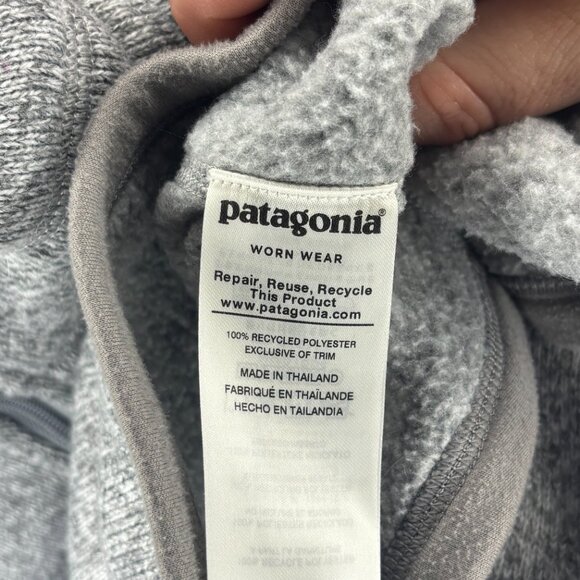 patagonia®
WORN WEAR
Repair, Reuse, Recycle
This Product
www.patagonia.com
100% RECYCLED POLYESTER
EXCLUSIVE OF TRIM
MADE IN THAILAND
FABRIQUÉ EN THAÏLANDE
HECHO EN TAILANDIA